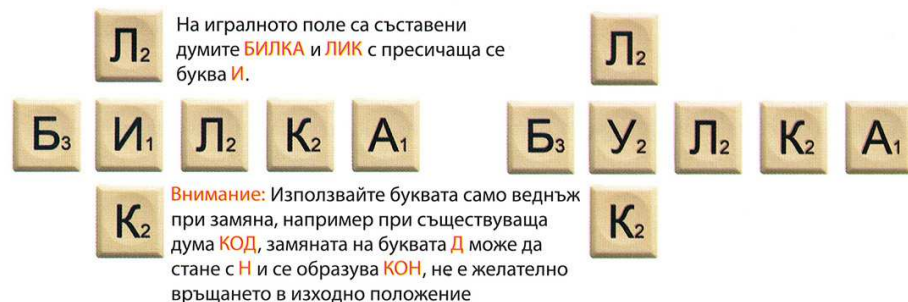 На игралното поле са съставени
думите БИЛКА и ЛИК с пресичаща се
буква И.
Л2
Б3 И1 Л2 К2 А1
К2
Л2
Б3 У2 Л2 К2 А1
К2
Внимание: Използвайте буквата само веднъж
при замяна, например при съществуваща
дума КОД, замяната на буквата Д може да
стане с Н и се образува КОН, не е желателно
връщането в изходно положение